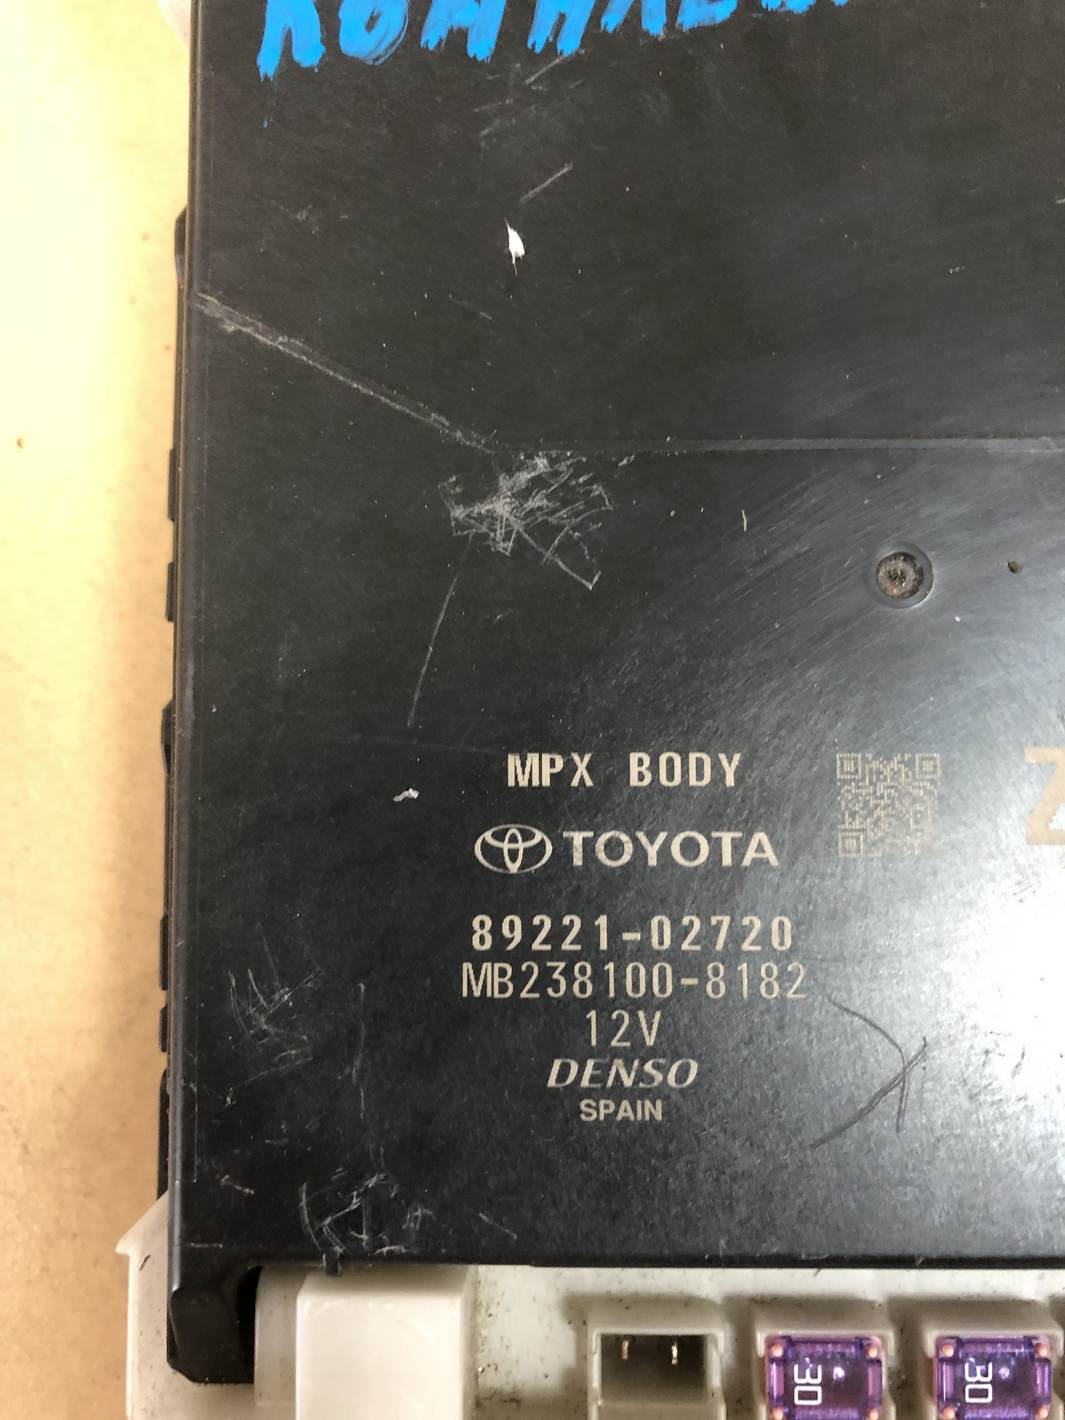 MPX BODY
TOYOTA
89221-02720
MB238100-8182
12V
DENSO
SPAIN
30
30